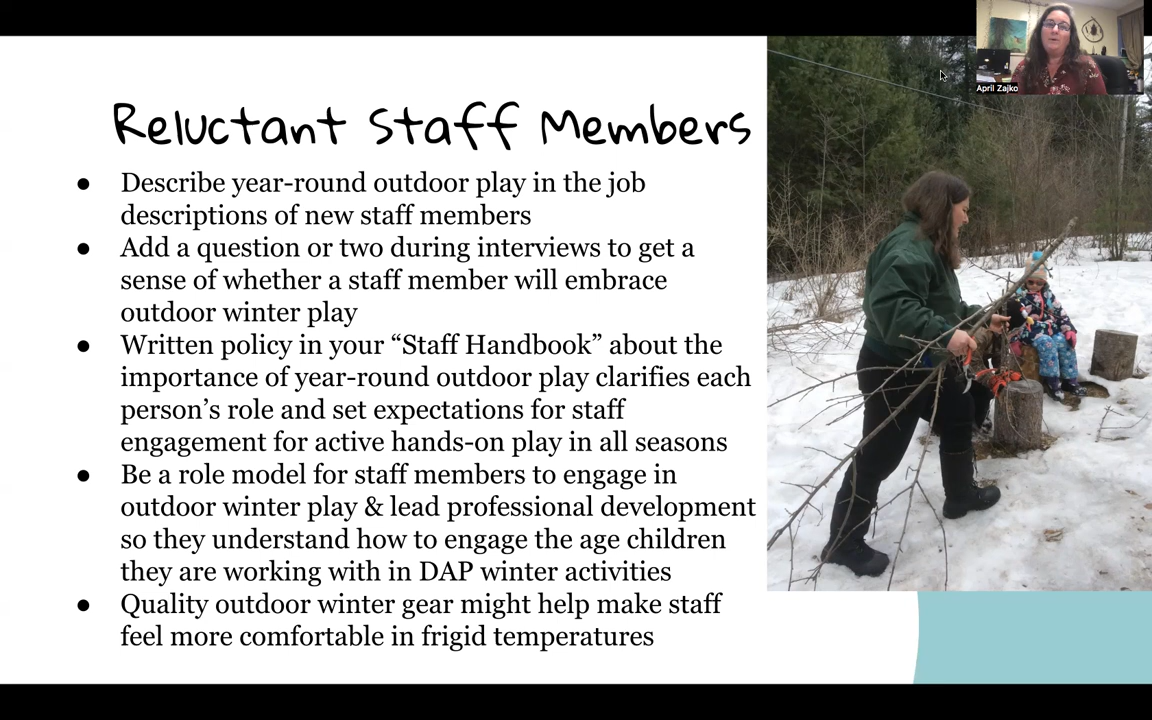 April Zajko
Reluctant Staff Members
● Describe year-round outdoor play in the job
descriptions of new staff members
● Add a question or two during interviews to get a
sense of whether a staff member will embrace
outdoor winter play
● Written policy in your “Staff Handbook” about the
importance of year-round outdoor play clarifies each
person’s role and set expectations for staff
engagement for active hands-on play in all seasons
● Be a role model for staff members to engage in
outdoor winter play & lead professional development
so they understand how to engage the age children
they are working with in DAP winter activities
● Quality outdoor winter gear might help make staff
feel more comfortable in frigid temperatures